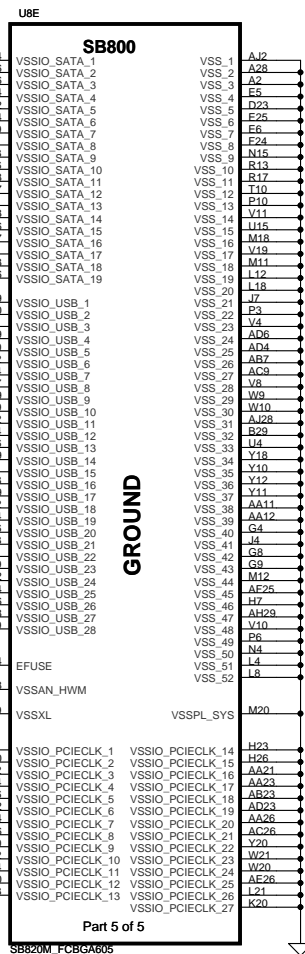 U8E
SB800
VSSIO_SATA_1 VSS_1 AJ2
VSSIO_SATA_2 VSS_2 A28
VSSIO_SATA_3 VSS_3 A2
VSSIO_SATA_4 VSS_4 E5
VSSIO_SATA_5 VSS_5 D23
VSSIO_SATA_6 VSS_6 E25
VSSIO_SATA_7 VSS_7 E6
VSSIO_SATA_8 VSS_8 F24
VSSIO_SATA_9 VSS_9 N15
VSSIO_SATA_10 VSS_10 R13
VSSIO_SATA_11 VSS_11 R17
VSSIO_SATA_12 VSS_12 T10
VSSIO_SATA_13 VSS_13 P10
VSSIO_SATA_14 VSS_14 V11
VSSIO_SATA_15 VSS_15 U15
VSSIO_SATA_16 VSS_16 M18
VSSIO_SATA_17 VSS_17 V19
VSSIO_SATA_18 VSS_18 M11
VSSIO_SATA_19 VSS_19 L12
VSS_20 L18
VSSIO_USB_1 VSS_21 J7
VSSIO_USB_2 VSS_22 P3
VSSIO_USB_3 VSS_23 V4
VSSIO_USB_4 VSS_24 AD6
VSSIO_USB_5 VSS_25 AD4
VSSIO_USB_6 VSS_26 AB7
VSSIO_USB_7 VSS_27 AC9
VSSIO_USB_8 VSS_28 V8
VSSIO_USB_9 VSS_29 W9
VSSIO_USB_10 VSS_30 W10
VSSIO_USB_11 VSS_31 AJ28
VSSIO_USB_12 VSS_32 B29
VSSIO_USB_13 VSS_33 U4
VSSIO_USB_14 VSS_34 Y18
VSSIO_USB_15 VSS_35 Y10
VSSIO_USB_16 VSS_36 Y12
VSSIO_USB_17 VSS_37 Y11
VSSIO_USB_18 VSS_38 AA11
VSSIO_USB_19 VSS_39 AA12
VSSIO_USB_20 VSS_40 G4
VSSIO_USB_21 VSS_41 J4
VSSIO_USB_22 VSS_42 G8
VSSIO_USB_23 VSS_43 G9
VSSIO_USB_24 VSS_44 M12
VSSIO_USB_25 VSS_45 AF25
VSSIO_USB_26 VSS_46 H7
VSSIO_USB_27 VSS_47 AH29
VSSIO_USB_28 VSS_48 V10
VSS_49 P6
VSS_50 N4
EFUSE VSS_51 L4
VSS_52 L8
VSSAN_HWM
VSSXL VSSPL_SYS M20
GROUND
VSSIO_PCIECLK_1 VSSIO_PCIECLK_14 H23
VSSIO_PCIECLK_2 VSSIO_PCIECLK_15 H26
VSSIO_PCIECLK_3 VSSIO_PCIECLK_16 AA21
VSSIO_PCIECLK_4 VSSIO_PCIECLK_17 AA23
VSSIO_PCIECLK_5 VSSIO_PCIECLK_18 AB23
VSSIO_PCIECLK_6 VSSIO_PCIECLK_19 AD23
VSSIO_PCIECLK_7 VSSIO_PCIECLK_20 AA26
VSSIO_PCIECLK_8 VSSIO_PCIECLK_21 AC26
VSSIO_PCIECLK_9 VSSIO_PCIECLK_22 Y20
VSSIO_PCIECLK_10 VSSIO_PCIECLK_23 W21
VSSIO_PCIECLK_11 VSSIO_PCIECLK_24 W20
VSSIO_PCIECLK_12 VSSIO_PCIECLK_25 AE26
VSSIO_PCIECLK_13 VSSIO_PCIECLK_26 L21
VSSIO_PCIECLK_27 K20
Part 5 of 5
SB820M_FCBGA605